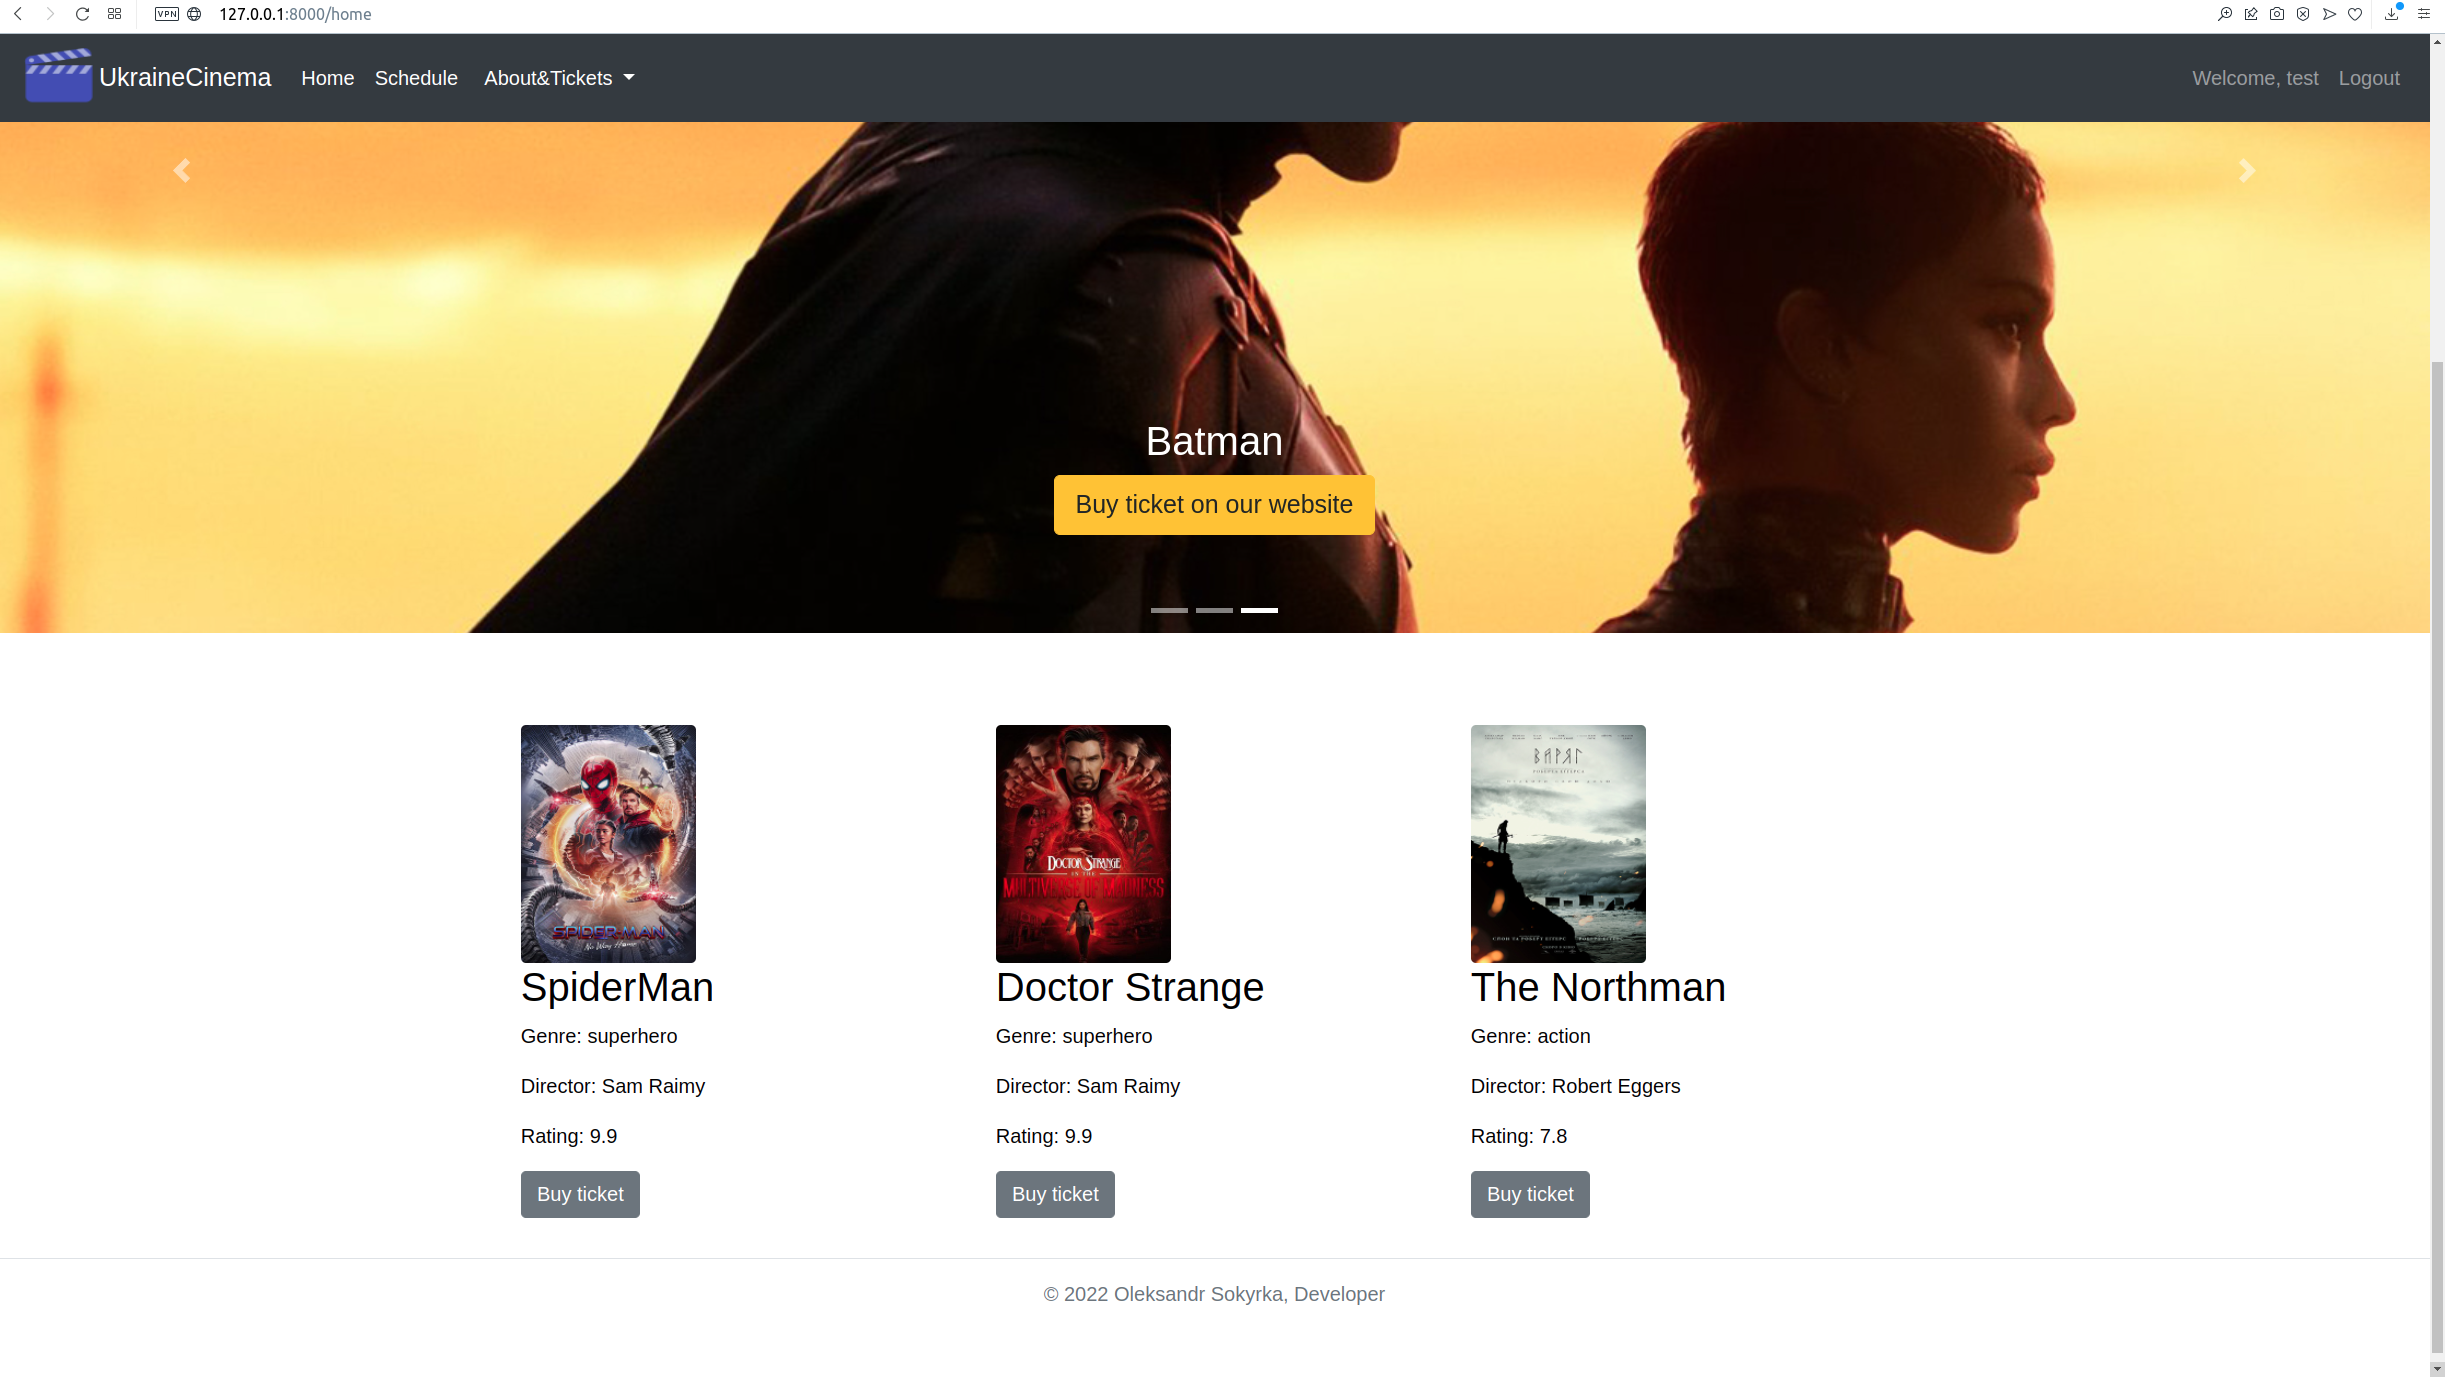 VPN 127.0.0.1:8000/home
UkraineCinema Home Schedule About&Tickets Welcome, test Logout
Batman
Buy ticket on our website
SPIDER-MAN
No Way Home
DOCTOR STRANGE
IN THE
MULTIVERSE OF MADNESS
SpiderMan
Genre: superhero
Director: Sam Raimy
Rating: 9.9
Buy ticket
Doctor Strange
Genre: superhero
Director: Sam Raimy
Rating: 9.9
Buy ticket
ВАРЯГ
РОБЕРТА ЕГГЕРСА
The Northman
Genre: action
Director: Robert Eggers
Rating: 7.8
Buy ticket
© 2022 Oleksandr Sokyrka, Developer